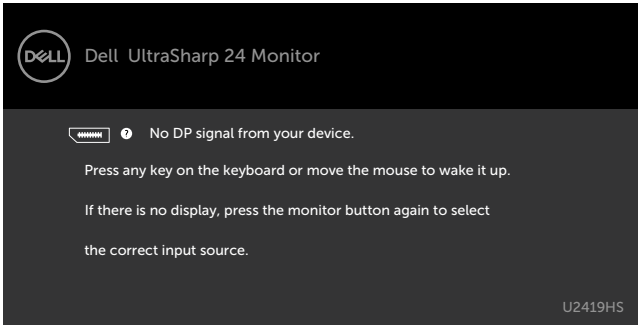 DELL
Dell UltraSharp 24 Monitor
? No DP signal from your device.
Press any key on the keyboard or move the mouse to wake it up.
If there is no display, press the monitor button again to select
the correct input source.
U2419HS